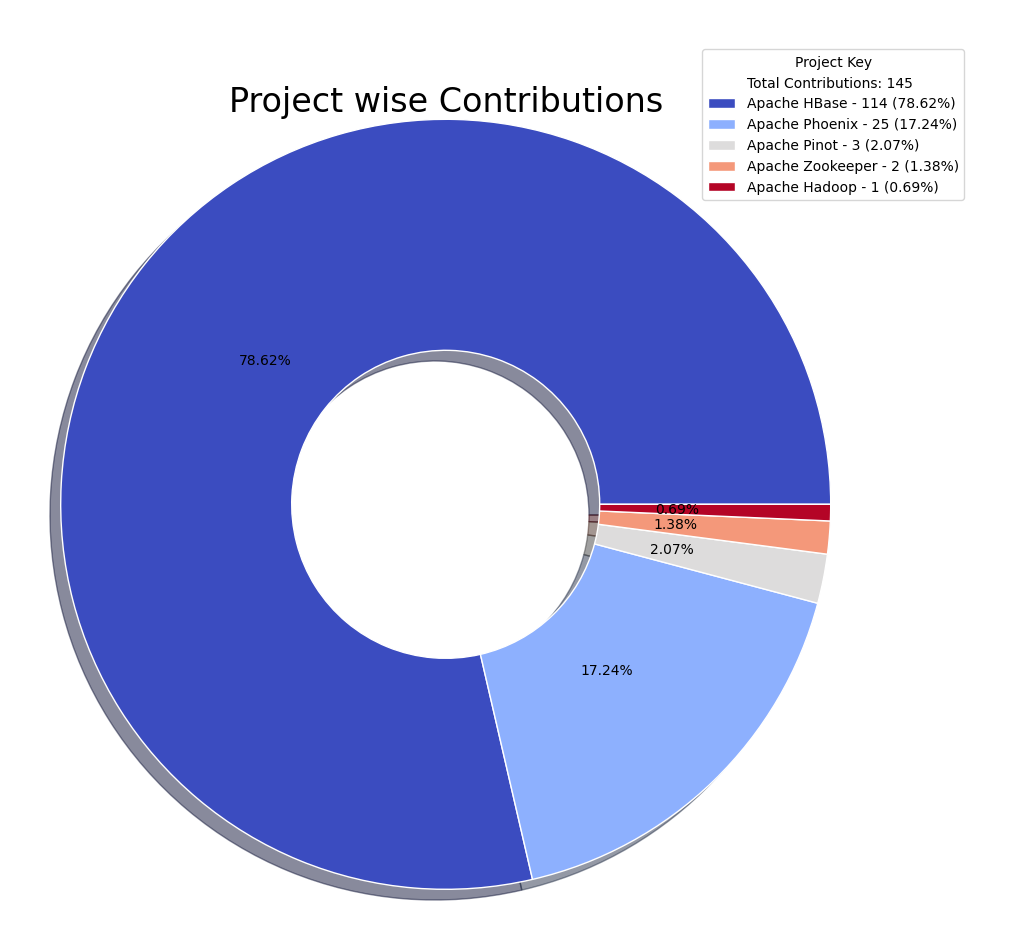 Project wise Contributions
Project Key
Total Contributions: 145
Apache HBase - 114 (78.62%)
Apache Phoenix - 25 (17.24%)
Apache Pinot - 3 (2.07%)
Apache Zookeeper - 2 (1.38%)
Apache Hadoop - 1 (0.69%)
78.62%
0.69%
1.38%
2.07%
17.24%